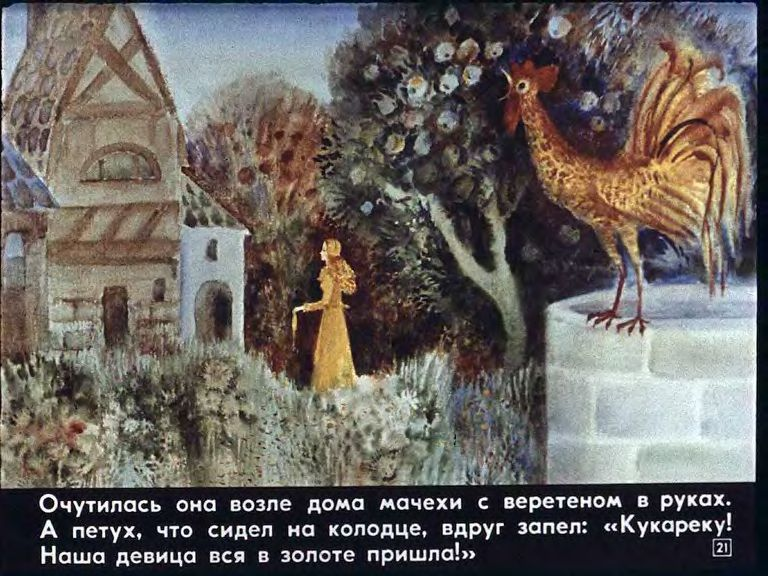 Очутилась она возле дома мачехи с веретеном в руках.
А петух, что сидел на колодце, вдруг запел: «Кукареку!
Наша девица вся в золоте пришла!»
21